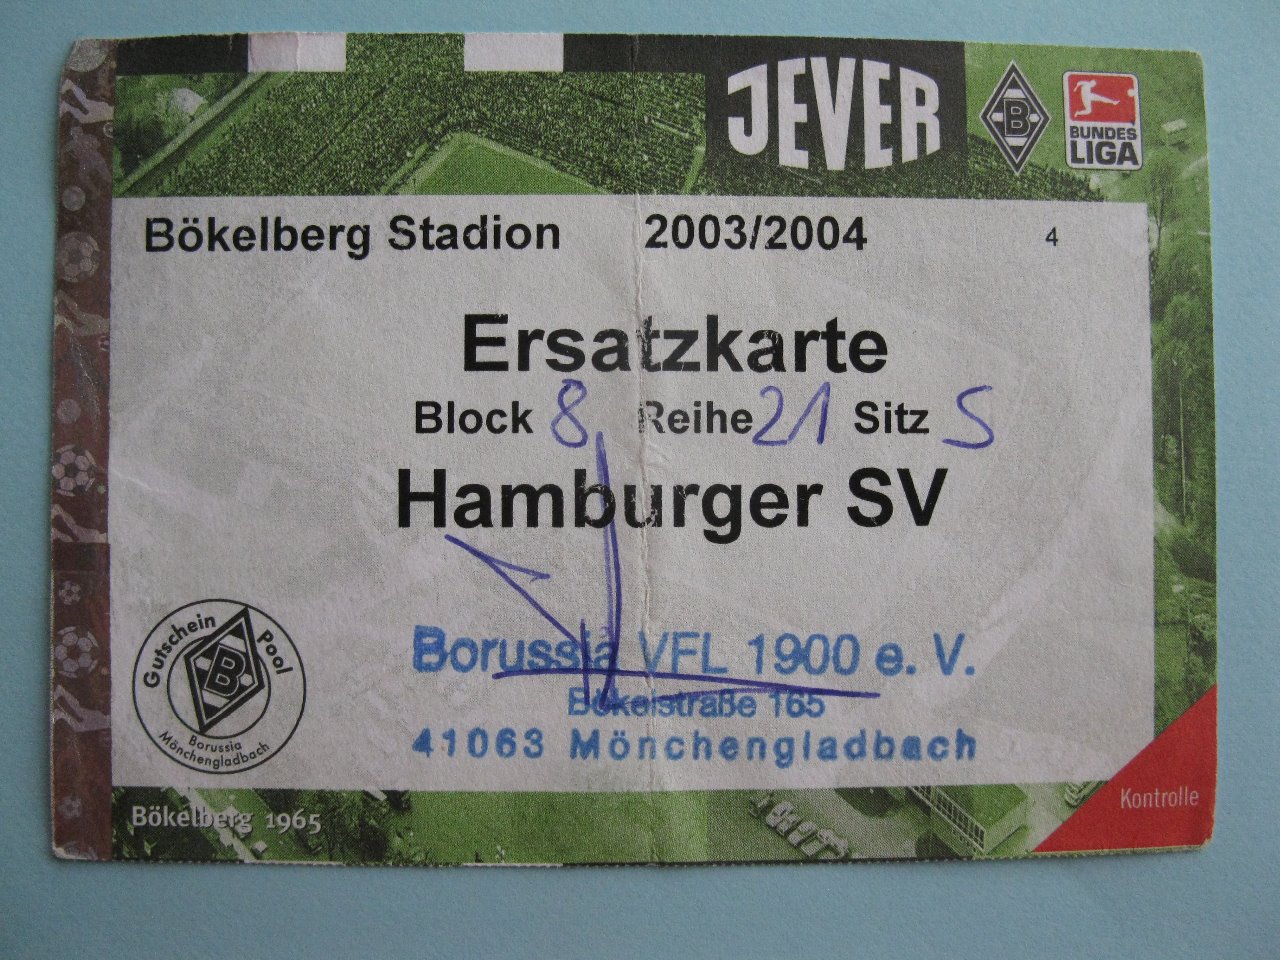 JEVER
B
BUNDES
LIGA
Bökelberg Stadion 2003/2004 4
Ersatzkarte
Block 8 Reihe 21 Sitz 5
Hamburger SV
Gutschein Pool
B
Borussia
Mönchengladbach
Borussia VFL 1900 e. V.
Bökelstraße 165
41063 Mönchengladbach
Bökelberg 1965
Kontrolle